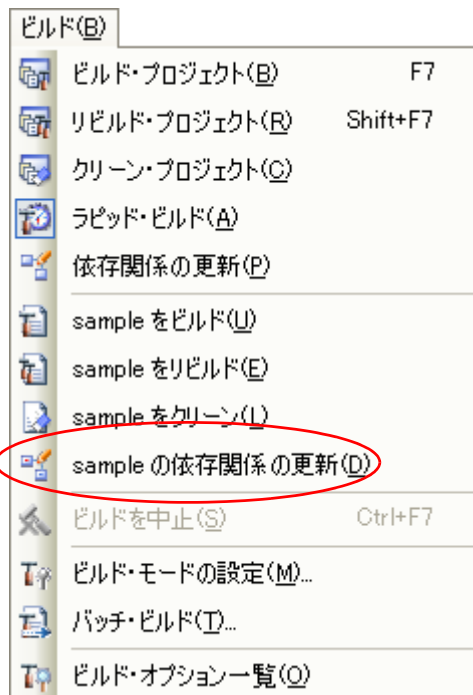 ビルド(B)
ビルド・プロジェクト(B) F7
リビルド・プロジェクト(R) Shift+F7
クリーン・プロジェクト(C)
ラピッド・ビルド(A)
依存関係の更新(P)
sample をビルド(U)
sample をリビルド(E)
sample をクリーン(L)
sample の依存関係の更新(D)
ビルドを中止(S) Ctrl+F7
ビルド・モードの設定(M)...
バッチ・ビルド(T)...
ビルド・オプション一覧(O)